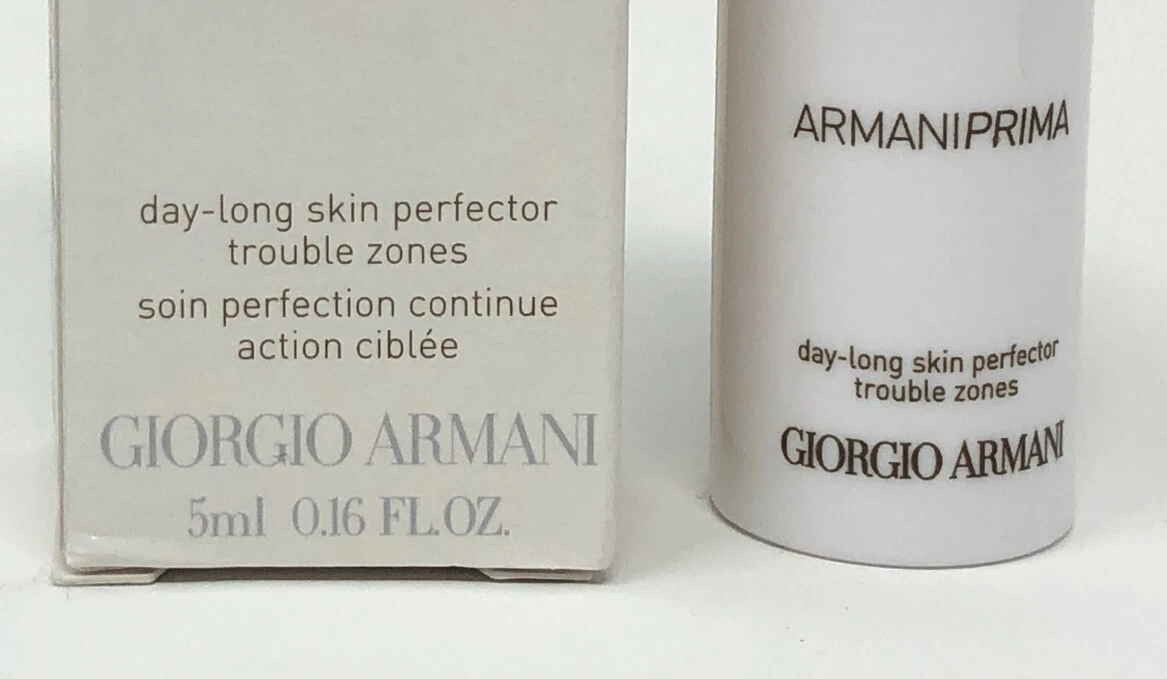 day-long skin perfector
trouble zones
soin perfection continue
action ciblée
GIORGIO ARMANI
5ml 0.16 FL.OZ.
ARMANIPRIMA
day-long skin perfector
trouble zones
GIORGIO ARMANI